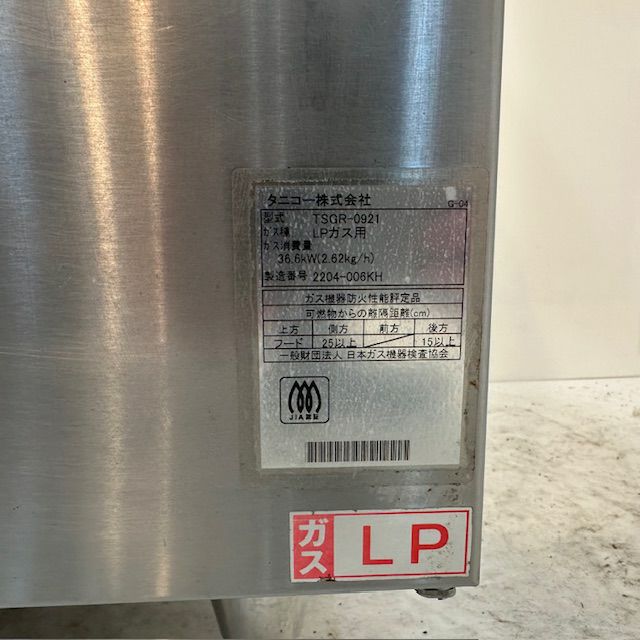 タニコー株式会社
G-04
型式 TSGR-0921
ガス種 LPガス用
ガス消費量
36.6kW(2.62kg/h)
製造番号 2204-006KH
ガス機器防火性能評定品
可燃物からの離隔距離(cm)
上方 側方 前方 後方
フード 25以上 15以上
一般財団法人 日本ガス機器検査協会
JIA認証
ガス LP